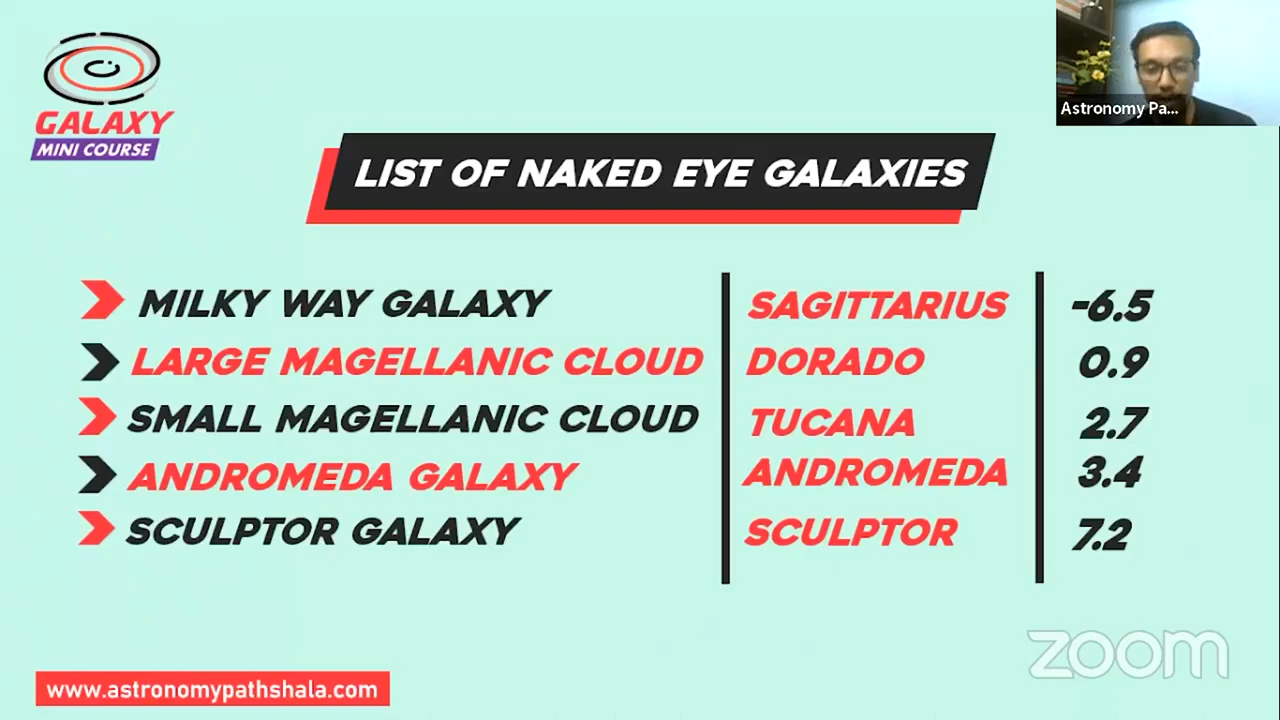 GALAXY
MINI COURSE
Astronomy Pa...
LIST OF NAKED EYE GALAXIES
MILKY WAY GALAXY SAGITTARIUS -6.5
LARGE MAGELLANIC CLOUD DORADO 0.9
SMALL MAGELLANIC CLOUD TUCANA 2.7
ANDROMEDA GALAXY ANDROMEDA 3.4
SCULPTOR GALAXY SCULPTOR 7.2
zoom
www.astronomypathshala.com